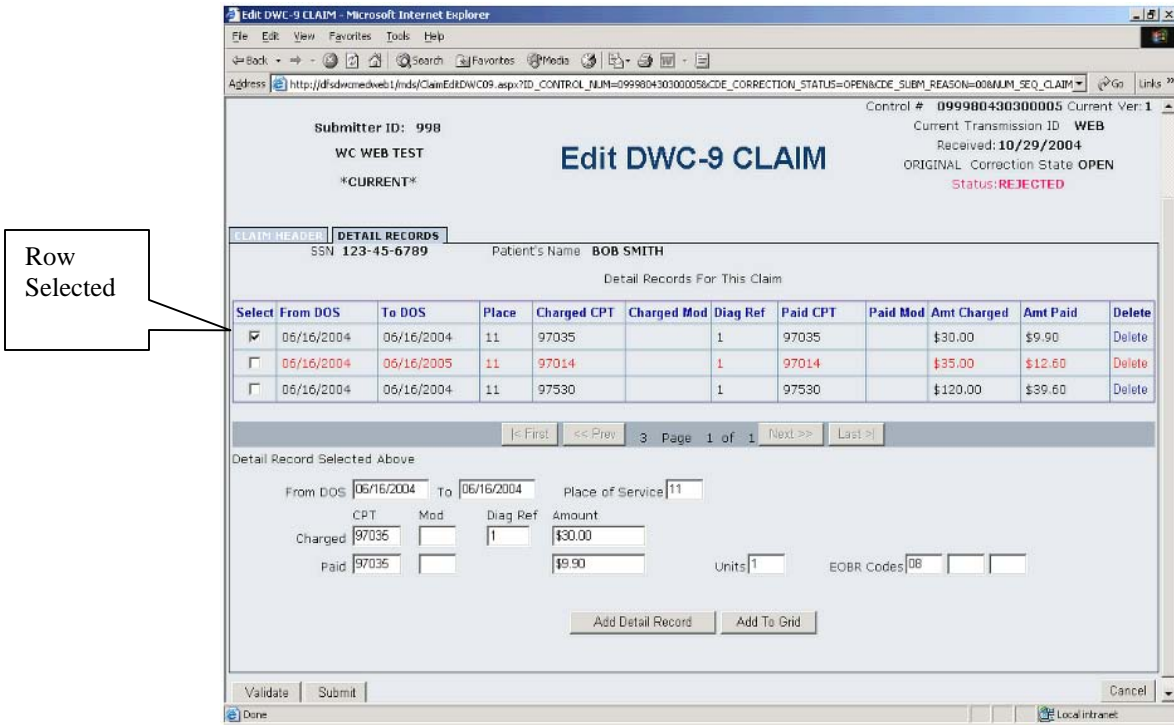 Edit DWC-9 CLAIM - Microsoft Internet Explorer
File Edit View Favorites Tools Help
Back Search Favorites Media
Address http://dfsdwcmedweb1/mds/ClaimEditDWC09.aspx?ID_CONTROL_NUM=099980430300005&CDE_CORRECTION_STATUS=OPEN&CDE_SUBM_REASON=00&NUM_SEQ_CLAIM Go Links »
Control # 099980430300005 Current Ver: 1
Submitter ID: 998
Current Transmission ID WEB
WC WEB TEST
Edit DWC-9 CLAIM
Received: 10/29/2004
ORIGINAL Correction State OPEN
*CURRENT*
Status:REJECTED
CLAIM HEADER DETAIL RECORDS
SSN 123-45-6789 Patient's Name BOB SMITH
Row
Selected
Detail Records For This Claim
Select From DOS To DOS Place Charged CPT Charged Mod Diag Ref Paid CPT Paid Mod Amt Charged Amt Paid Delete
06/16/2004 06/16/2004 11 97035 1 97035 $30.00 $9.90 Delete
06/16/2004 06/16/2005 11 97014 1 97014 $35.00 $12.60 Delete
06/16/2004 06/16/2004 11 97530 1 97530 $120.00 $39.60 Delete
|< First << Prev 3 Page 1 of 1 Next >> Last >|
Detail Record Selected Above
From DOS 06/16/2004 To 06/16/2004 Place of Service 11
CPT Mod Diag Ref Amount
Charged 97035 1 $30.00
Paid 97035 $9.90 Units 1 EOBR Codes 08
Add Detail Record Add To Grid
Validate Submit Cancel
Done Local intranet